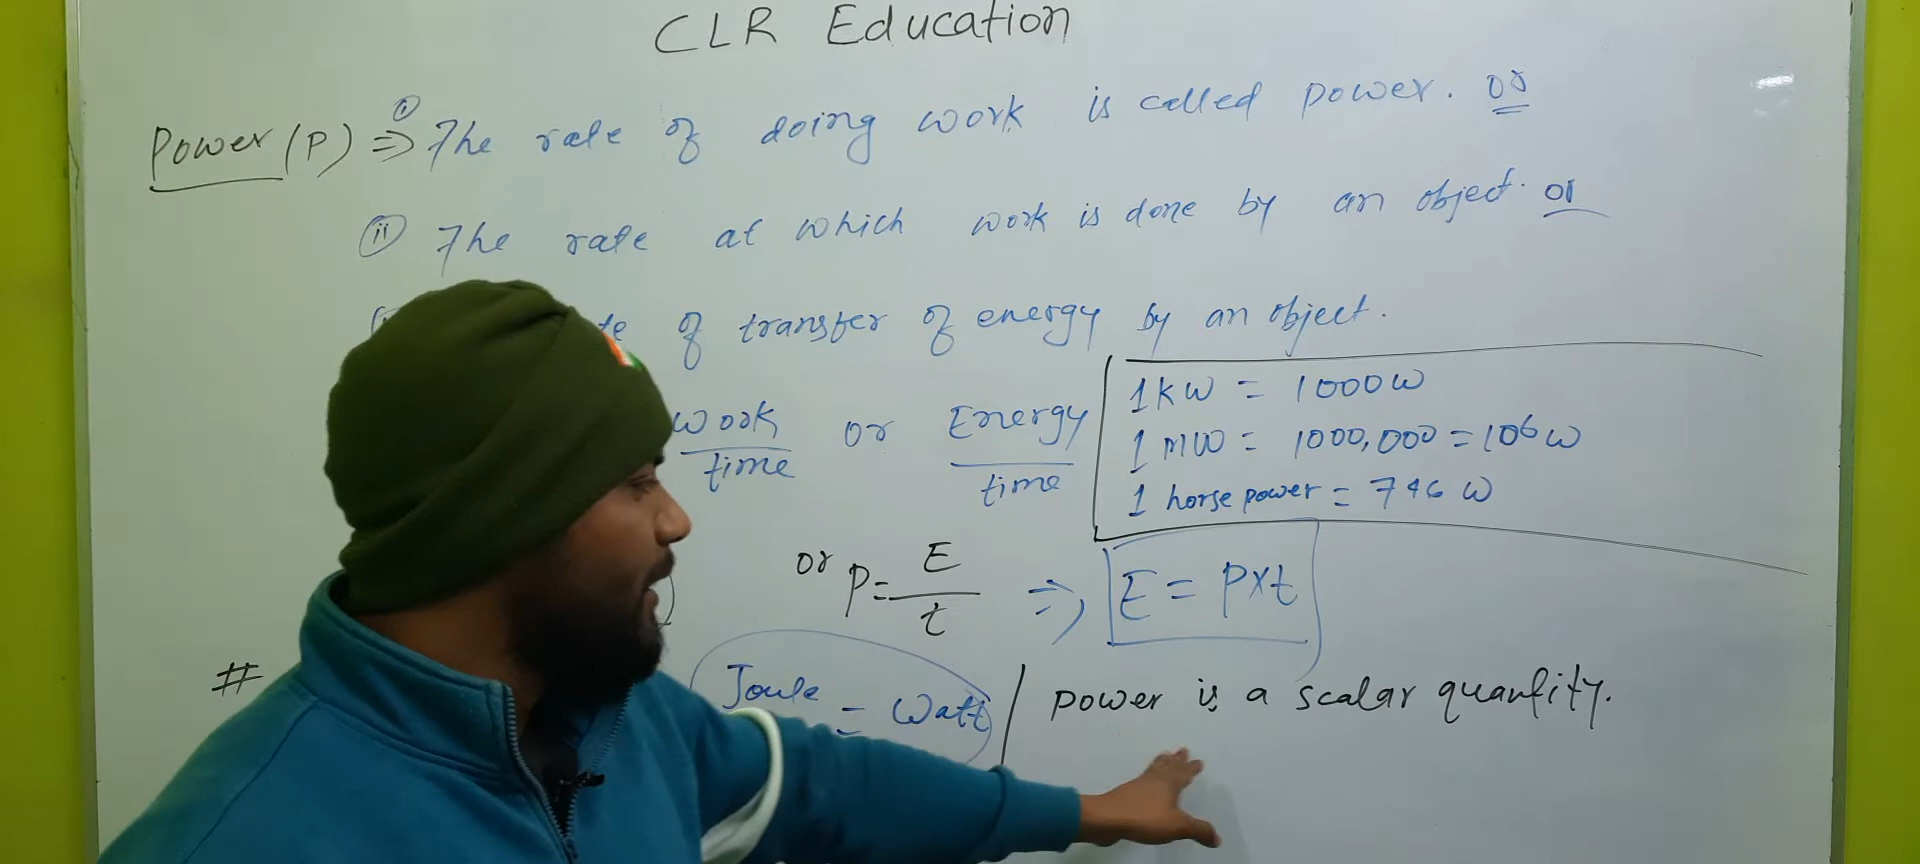 CLR Education
Power (P) ⇒ (i) The rate of doing work is called power. or
(ii) The rate at which work is done by an object. or
of transfer of energy by an object.
work/time or Energy/time
1 KW = 1000 W
1 MW = 1000,000 = 10⁶ W
1 horse power = 746 W
or P = E/t ⇒, E = P×t
# Joule = Watt | power is a scalar quantity.